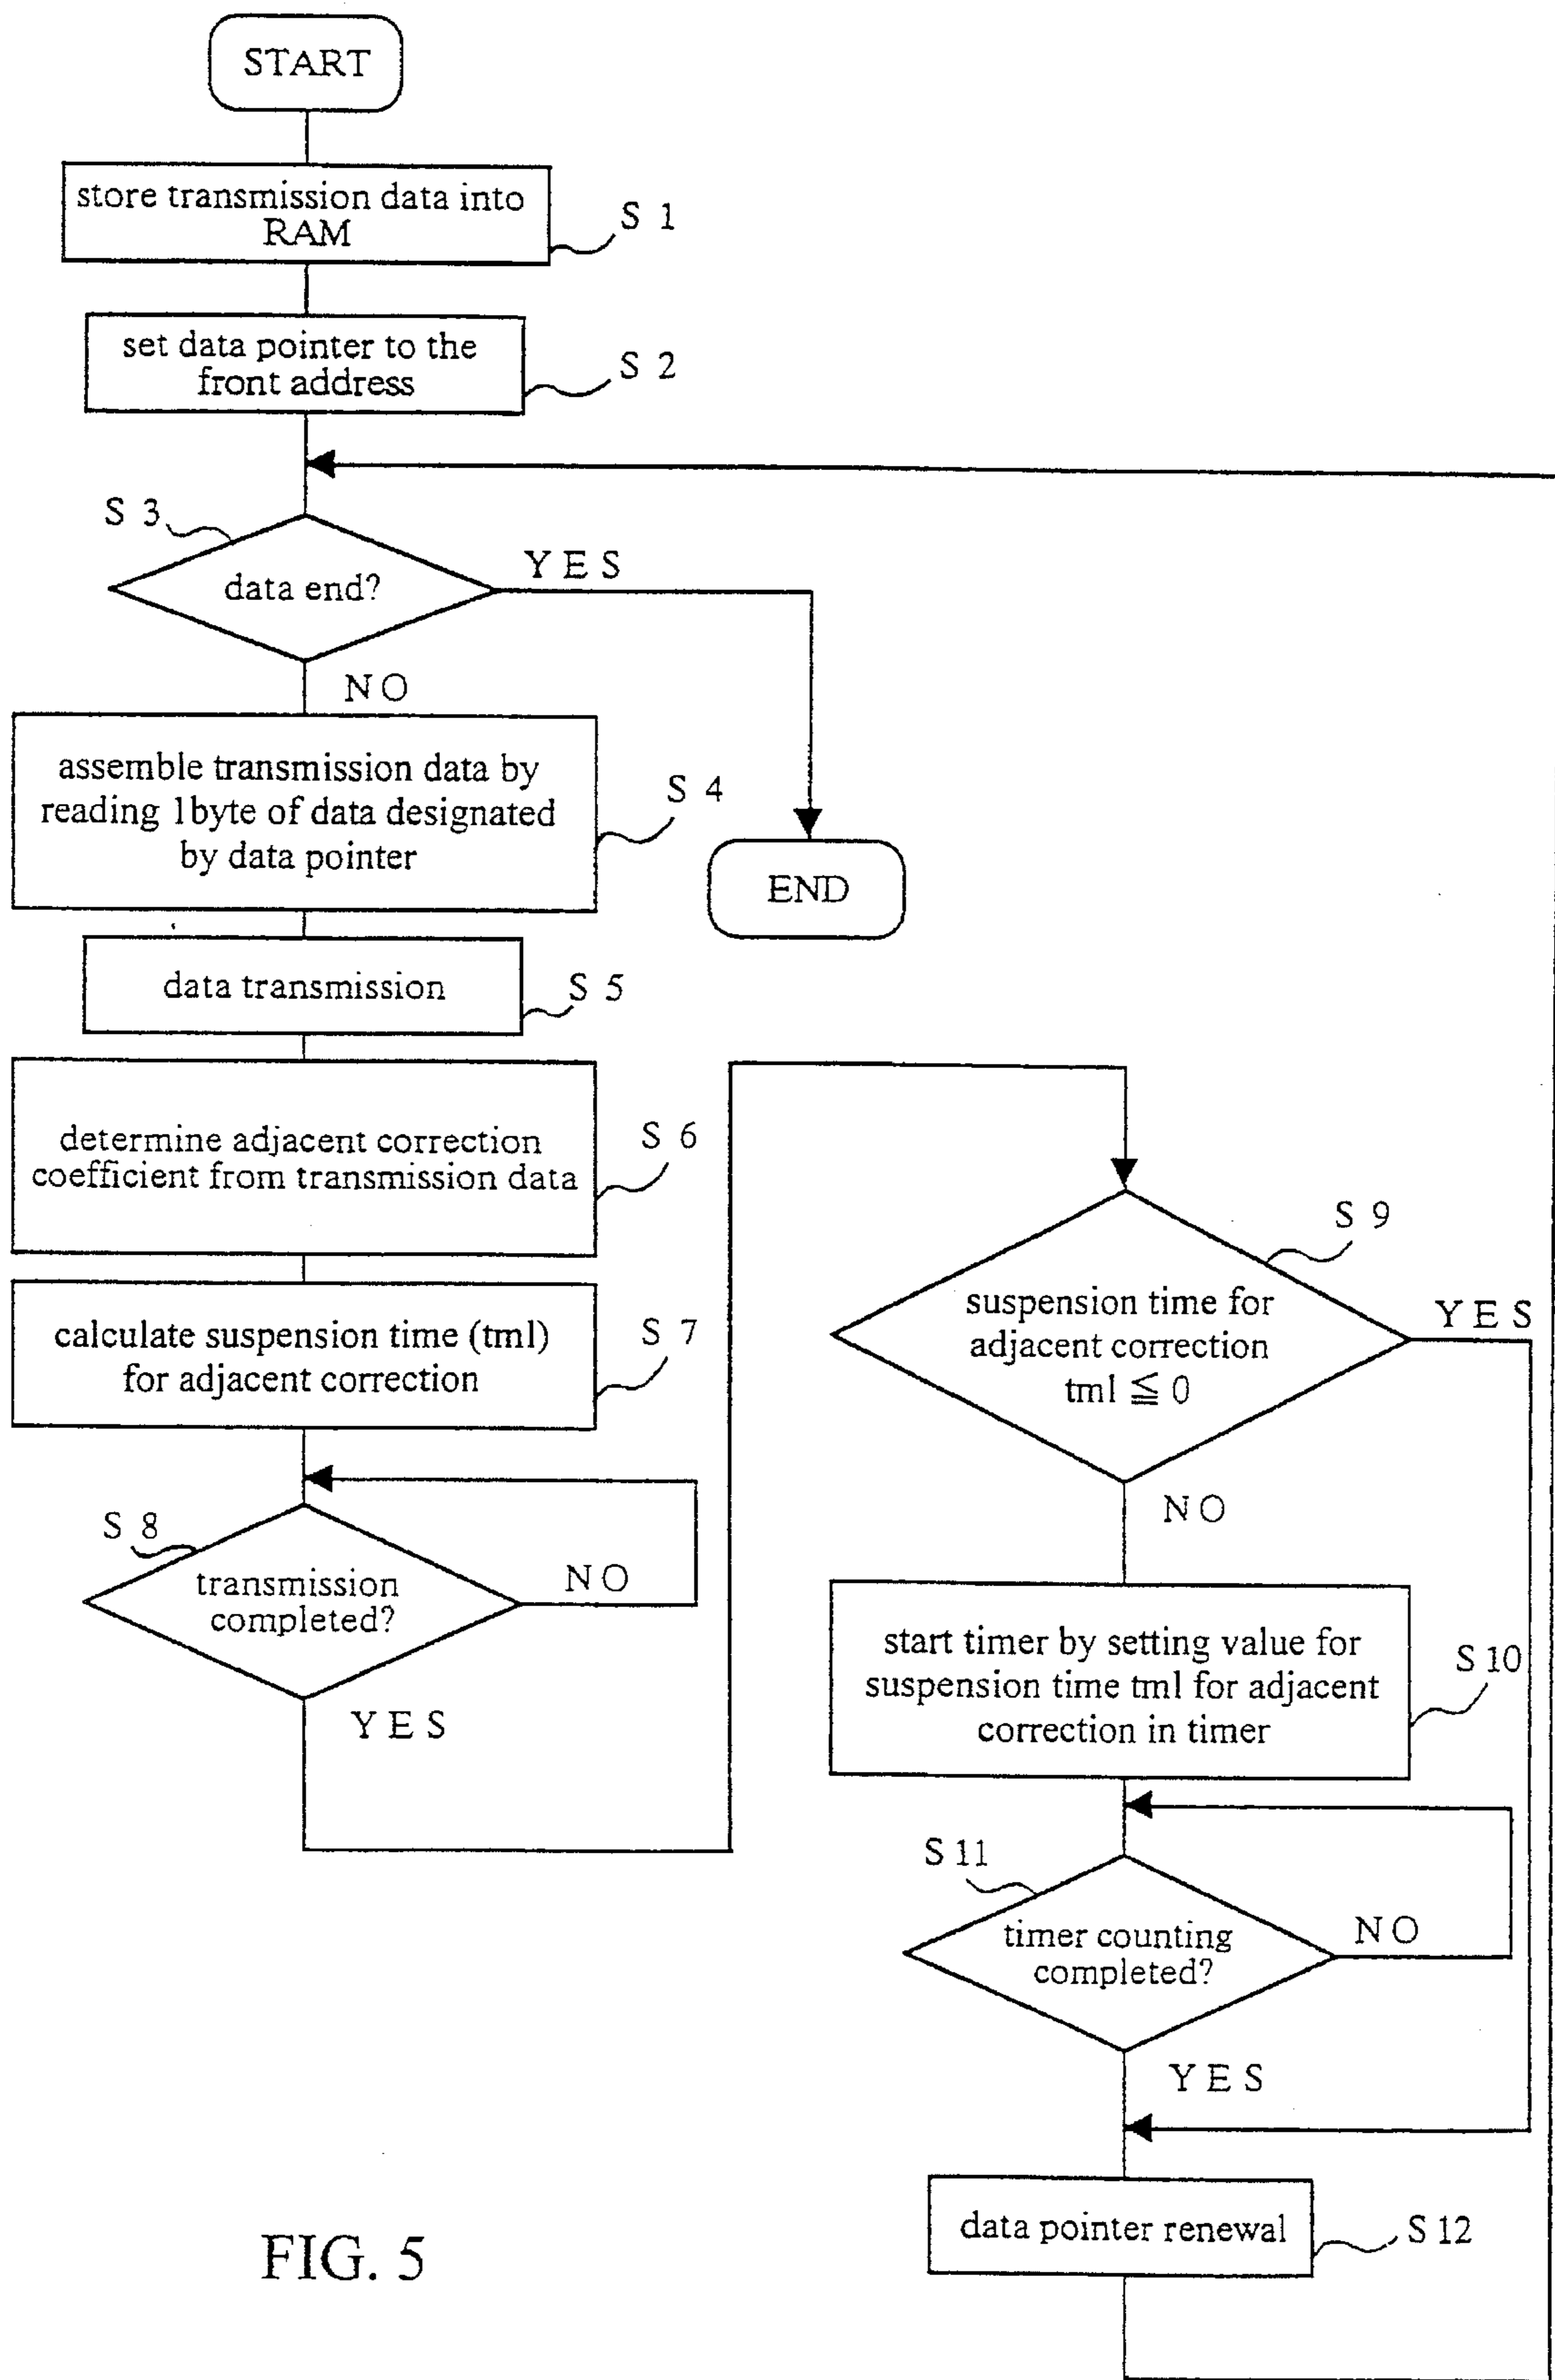 START
store transmission data into
RAM
S 1
set data pointer to the
front address
S 2
S 3
data end?
YES
NO
assemble transmission data by
reading 1byte of data designated
by data pointer
S 4
END
data transmission
S 5
determine adjacent correction
coefficient from transmission data
S 6
calculate suspension time (tml)
for adjacent correction
S 7
S 8
transmission
completed?
NO
YES
S 9
suspension time for
adjacent correction
tml ≦ 0
YES
NO
start timer by setting value for
suspension time tml for adjacent
correction in timer
S 10
S 11
timer counting
completed?
NO
YES
data pointer renewal
S 12
FIG. 5